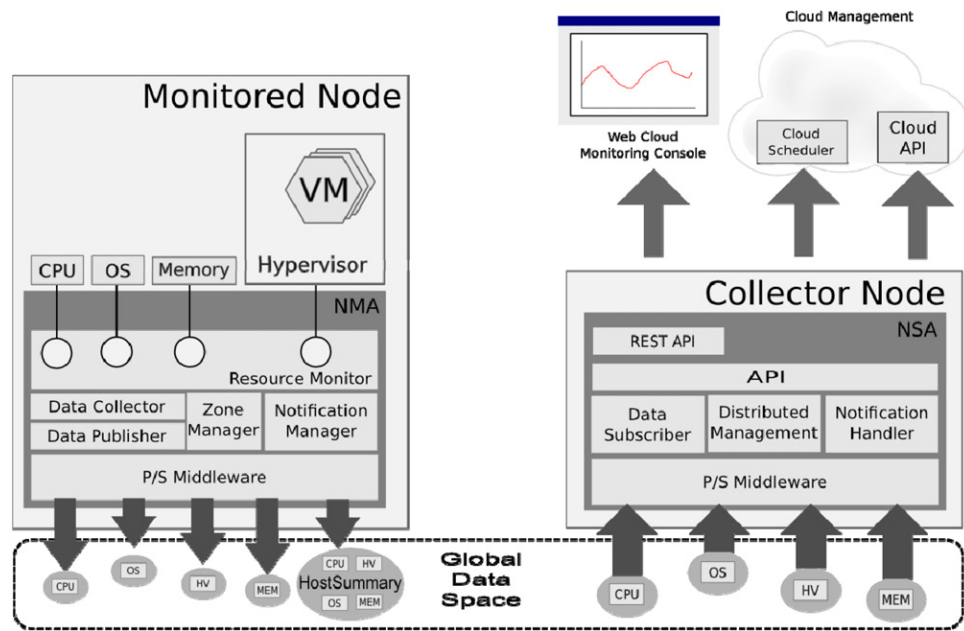 Monitored Node
VM
Hypervisor
CPU
OS
Memory
NMA
Resource Monitor
Data Collector
Data Publisher
Zone
Manager
Notification
Manager
P/S Middleware
Web Cloud
Monitoring Console
Cloud Management
Cloud
Scheduler
Cloud
API
Collector Node
NSA
REST API
API
Data
Subscriber
Distributed
Management
Notification
Handler
P/S Middleware
CPU
OS
HV
MEM
CPU
HV
HostSummary
OS
MEM
Global
Data
Space
CPU
OS
HV
MEM